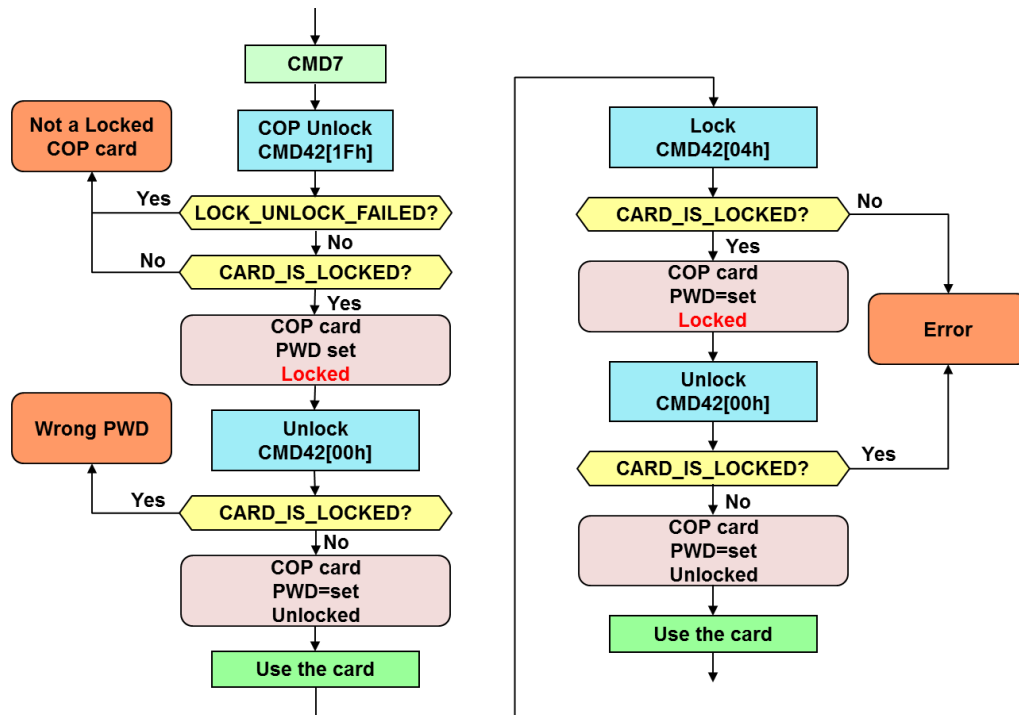 CMD7
COP Unlock
CMD42[1Fh]
Not a Locked
COP card
Yes
LOCK_UNLOCK_FAILED?
No
No
CARD_IS_LOCKED?
Yes
COP card
PWD set
Locked
Unlock
CMD42[00h]
Wrong PWD
Yes
CARD_IS_LOCKED?
No
COP card
PWD=set
Unlocked
Use the card
Lock
CMD42[04h]
CARD_IS_LOCKED?
No
Yes
COP card
PWD=set
Locked
Error
Unlock
CMD42[00h]
CARD_IS_LOCKED?
Yes
No
COP card
PWD=set
Unlocked
Use the card